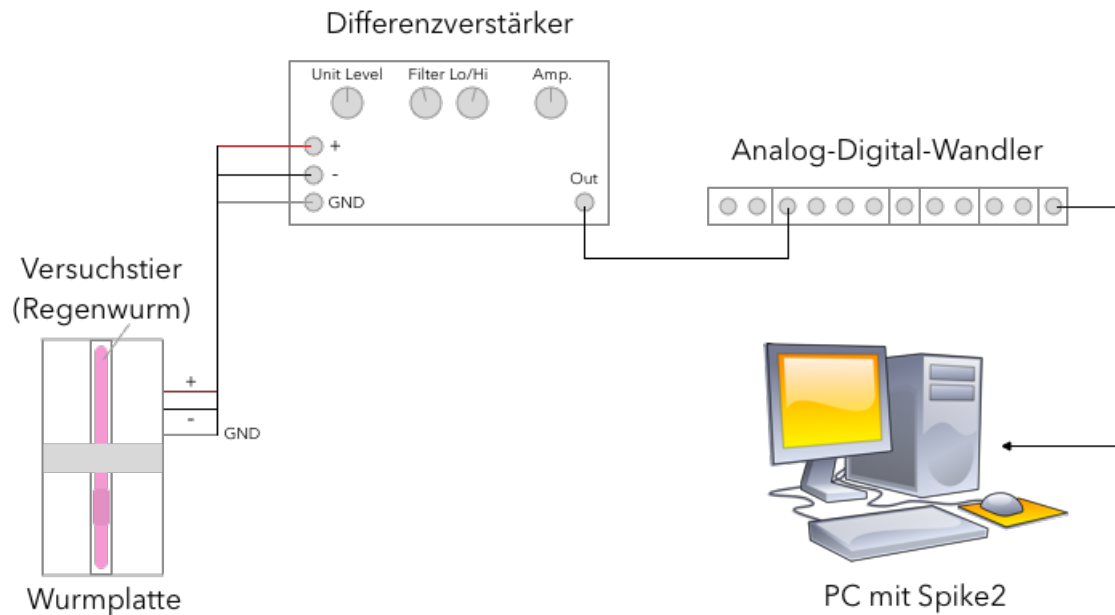 Differenzverstärker
Unit Level
Filter Lo/Hi
Amp.
+
-
GND
Out
Analog-Digital-Wandler
Versuchstier
(Regenwurm)
+
-
GND
Wurmplatte
PC mit Spike2